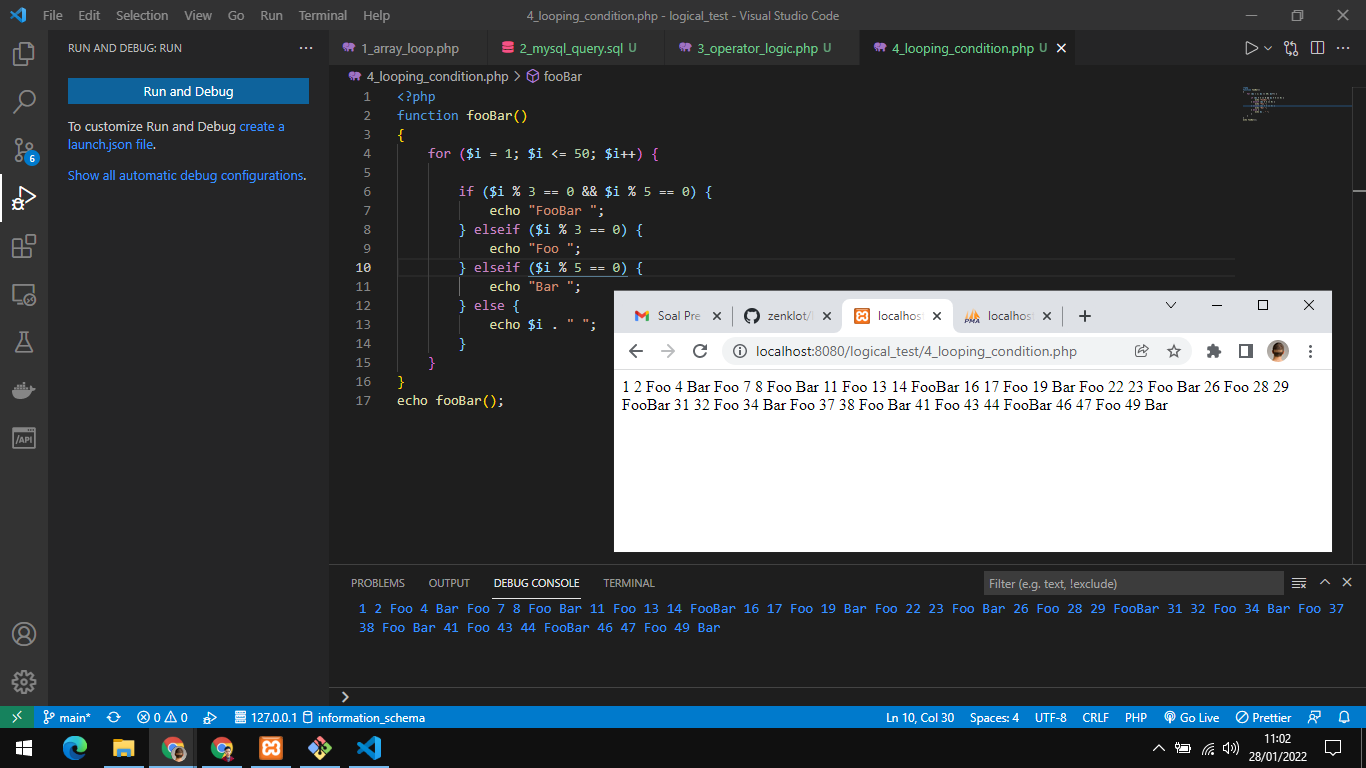 File Edit Selection View Go Run Terminal Help 4_looping_condition.php - logical_test - Visual Studio Code
RUN AND DEBUG: RUN
Run and Debug
To customize Run and Debug create a
launch.json file.
Show all automatic debug configurations.
6
1_array_loop.php 2_mysql_query.sql U 3_operator_logic.php U 4_looping_condition.php U
4_looping_condition.php > fooBar
1 <?php
2 function fooBar()
3 {
4 for ($i = 1; $i <= 50; $i++) {
5
6 if ($i % 3 == 0 && $i % 5 == 0) {
7 echo "FooBar ";
8 } elseif ($i % 3 == 0) {
9 echo "Foo ";
10 } elseif ($i % 5 == 0) {
11 echo "Bar ";
12 } else {
13 echo $i . " ";
14 }
15 }
16 }
17 echo fooBar();
Soal Pre zenklot/ localhost localhost
localhost:8080/logical_test/4_looping_condition.php
1 2 Foo 4 Bar Foo 7 8 Foo Bar 11 Foo 13 14 FooBar 16 17 Foo 19 Bar Foo 22 23 Foo Bar 26 Foo 28 29
FooBar 31 32 Foo 34 Bar Foo 37 38 Foo Bar 41 Foo 43 44 FooBar 46 47 Foo 49 Bar
PROBLEMS OUTPUT DEBUG CONSOLE TERMINAL Filter (e.g. text, !exclude)
1 2 Foo 4 Bar Foo 7 8 Foo Bar 11 Foo 13 14 FooBar 16 17 Foo 19 Bar Foo 22 23 Foo Bar 26 Foo 28 29 FooBar 31 32 Foo 34 Bar Foo 37
38 Foo Bar 41 Foo 43 44 FooBar 46 47 Foo 49 Bar
/API
main* 0 0 127.0.0.1 information_schema Ln 10, Col 30 Spaces: 4 UTF-8 CRLF PHP Go Live Prettier
11:02
28/01/2022